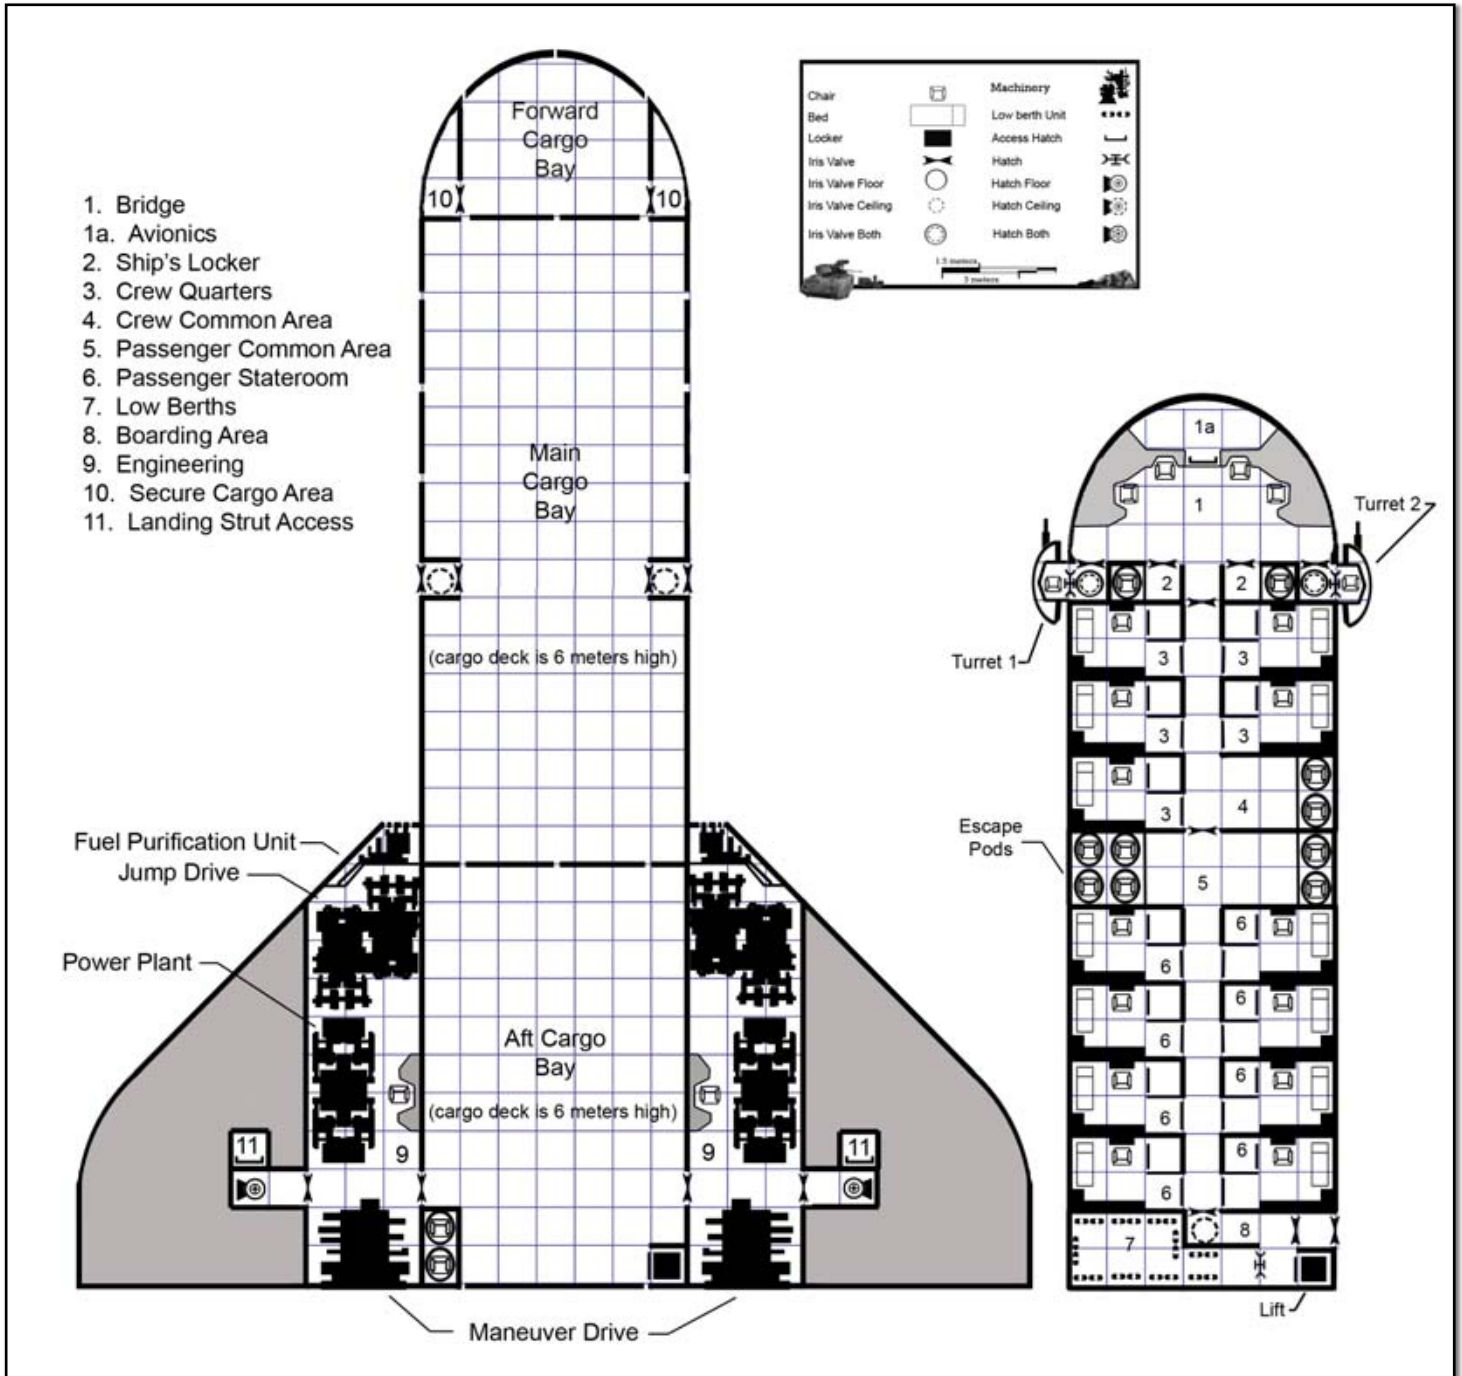 1. Bridge
1a. Avionics
2. Ship's Locker
3. Crew Quarters
4. Crew Common Area
5. Passenger Common Area
6. Passenger Stateroom
7. Low Berths
8. Boarding Area
9. Engineering
10. Secure Cargo Area
11. Landing Strut Access
Forward
Cargo
Bay
10
10
Main
Cargo
Bay
(cargo deck is 6 meters high)
Fuel Purification Unit
Jump Drive
Power Plant
Aft Cargo
Bay
(cargo deck is 6 meters high)
11
9
9
11
Maneuver Drive
Chair
Machinery
Bed
Low berth Unit
Locker
Access Hatch
Iris Valve
Hatch
Iris Valve Floor
Hatch Floor
Iris Valve Ceiling
Hatch Ceiling
Iris Valve Both
Hatch Both
1.5 meters
3 meters
1a
1
Turret 2
2
2
Turret 1
3
3
3
3
3
4
Escape
Pods
5
6
6
6
6
6
6
6
6
7
8
Lift